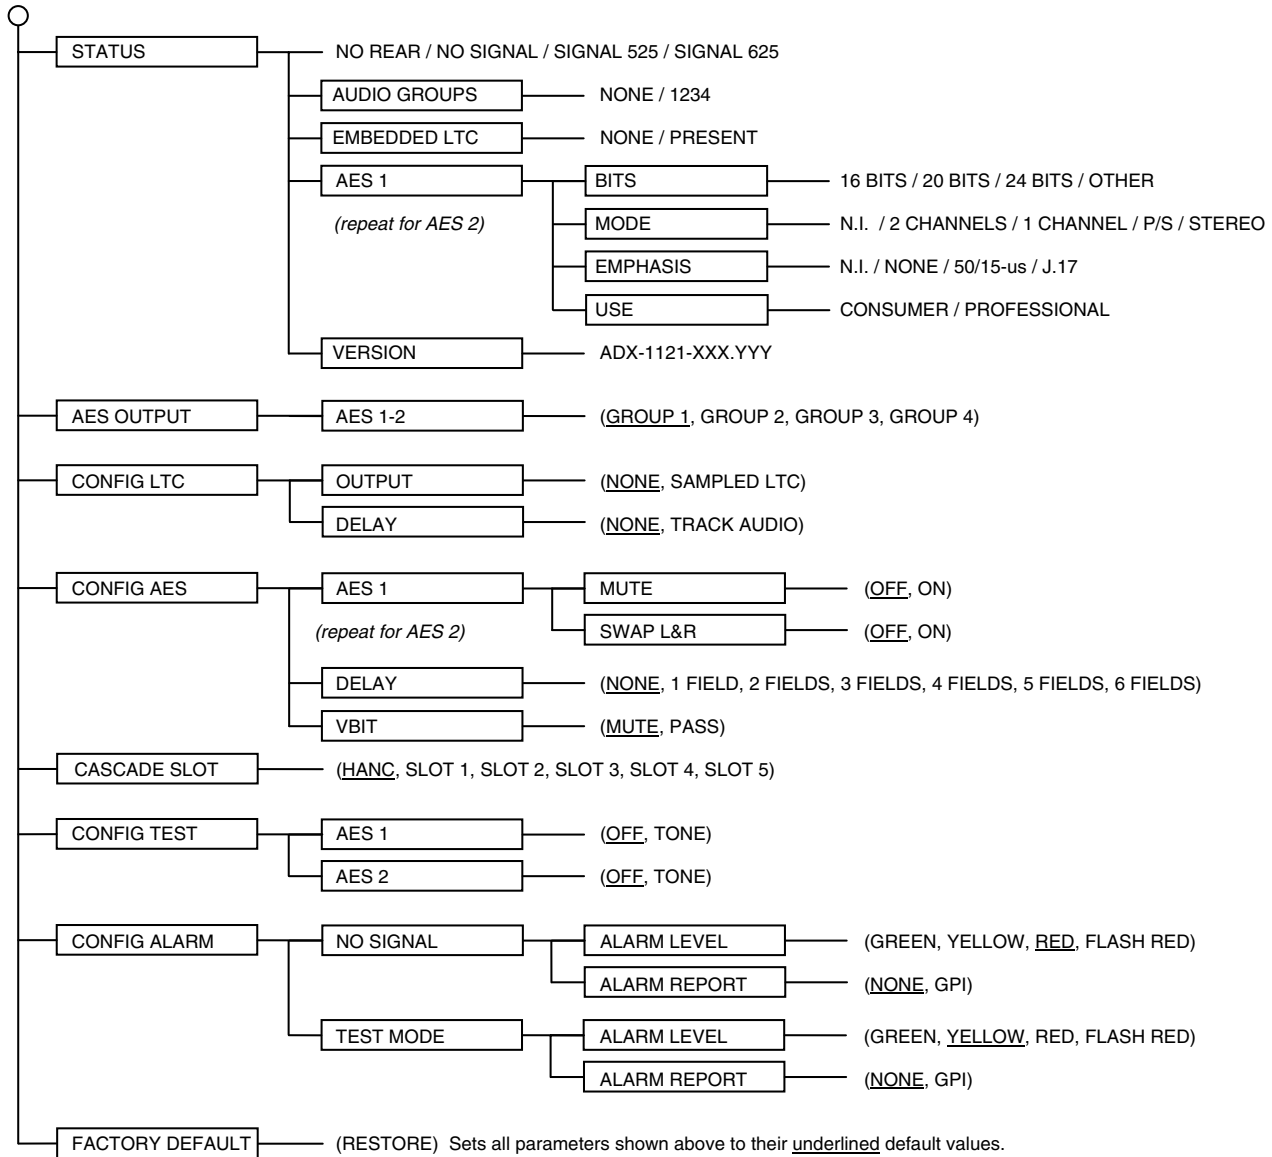 STATUS NO REAR / NO SIGNAL / SIGNAL 525 / SIGNAL 625
AUDIO GROUPS NONE / 1234
EMBEDDED LTC NONE / PRESENT
AES 1 BITS 16 BITS / 20 BITS / 24 BITS / OTHER
(repeat for AES 2) MODE N.I. / 2 CHANNELS / 1 CHANNEL / P/S / STEREO
EMPHASIS N.I. / NONE / 50/15-us / J.17
USE CONSUMER / PROFESSIONAL
VERSION ADX-1121-XXX.YYY
AES OUTPUT AES 1-2 (GROUP 1, GROUP 2, GROUP 3, GROUP 4)
CONFIG LTC OUTPUT (NONE, SAMPLED LTC)
DELAY (NONE, TRACK AUDIO)
CONFIG AES AES 1 MUTE (OFF, ON)
(repeat for AES 2) SWAP L&R (OFF, ON)
DELAY (NONE, 1 FIELD, 2 FIELDS, 3 FIELDS, 4 FIELDS, 5 FIELDS, 6 FIELDS)
VBIT (MUTE, PASS)
CASCADE SLOT (HANC, SLOT 1, SLOT 2, SLOT 3, SLOT 4, SLOT 5)
CONFIG TEST AES 1 (OFF, TONE)
AES 2 (OFF, TONE)
CONFIG ALARM NO SIGNAL ALARM LEVEL (GREEN, YELLOW, RED, FLASH RED)
ALARM REPORT (NONE, GPI)
TEST MODE ALARM LEVEL (GREEN, YELLOW, RED, FLASH RED)
ALARM REPORT (NONE, GPI)
FACTORY DEFAULT (RESTORE) Sets all parameters shown above to their underlined default values.